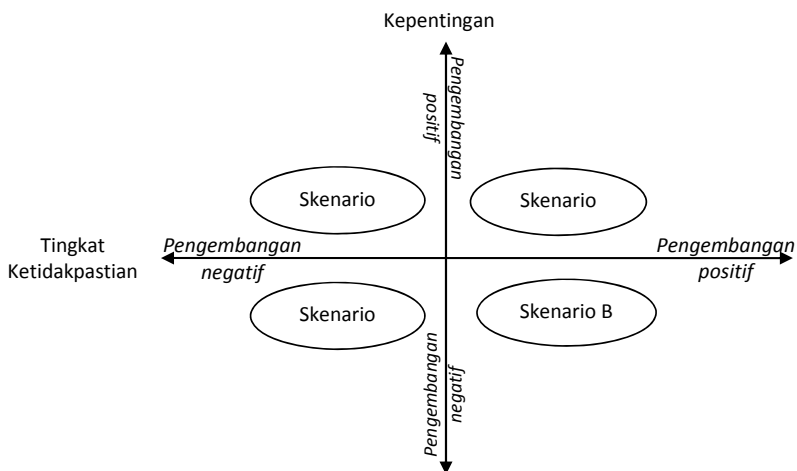 Kepentingan
Pengembangan
positif
Skenario
Skenario
Tingkat
Ketidakpastian
Pengembangan
negatif
Pengembangan
positif
Skenario
Skenario B
Pengembangan
negatif